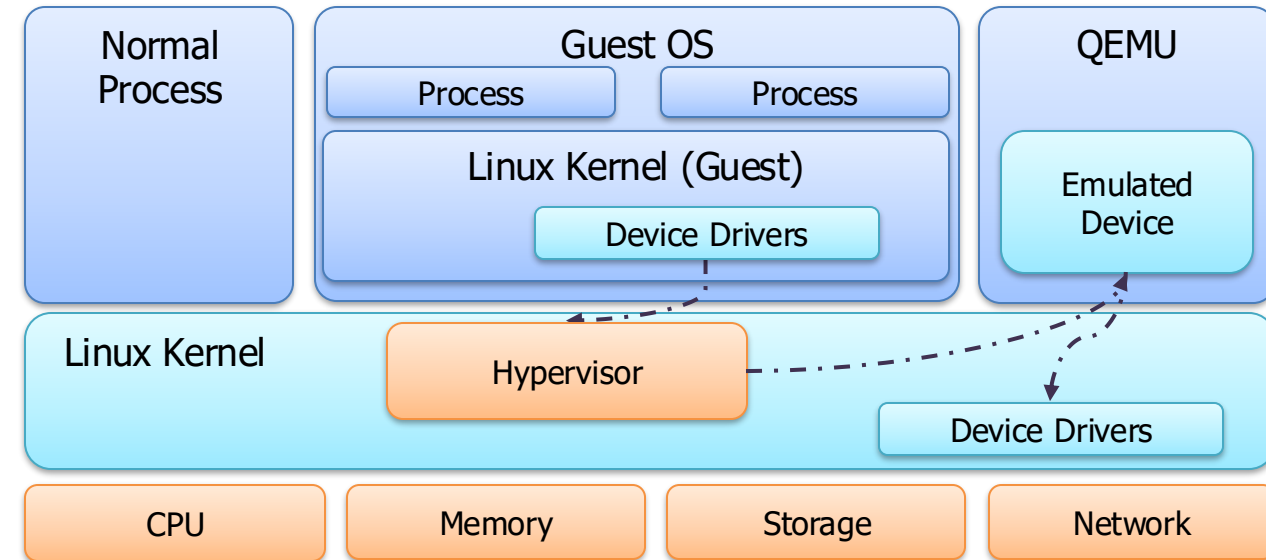 Normal
Process
Guest OS
Process
Process
Linux Kernel (Guest)
Device Drivers
QEMU
Emulated
Device
Linux Kernel
Hypervisor
Device Drivers
CPU
Memory
Storage
Network